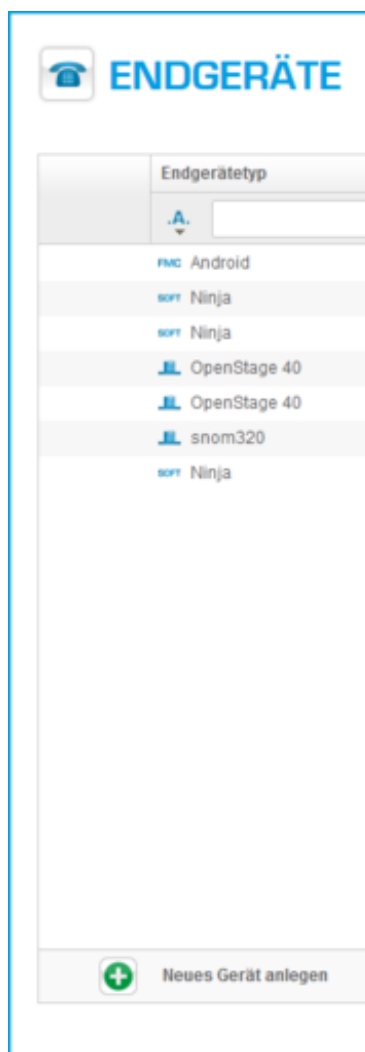 ENDGERÄTE
Endgerätetyp
.A.
FMC Android
SOFT Ninja
SOFT Ninja
OpenStage 40
OpenStage 40
snom320
SOFT Ninja
Neues Gerät anlegen